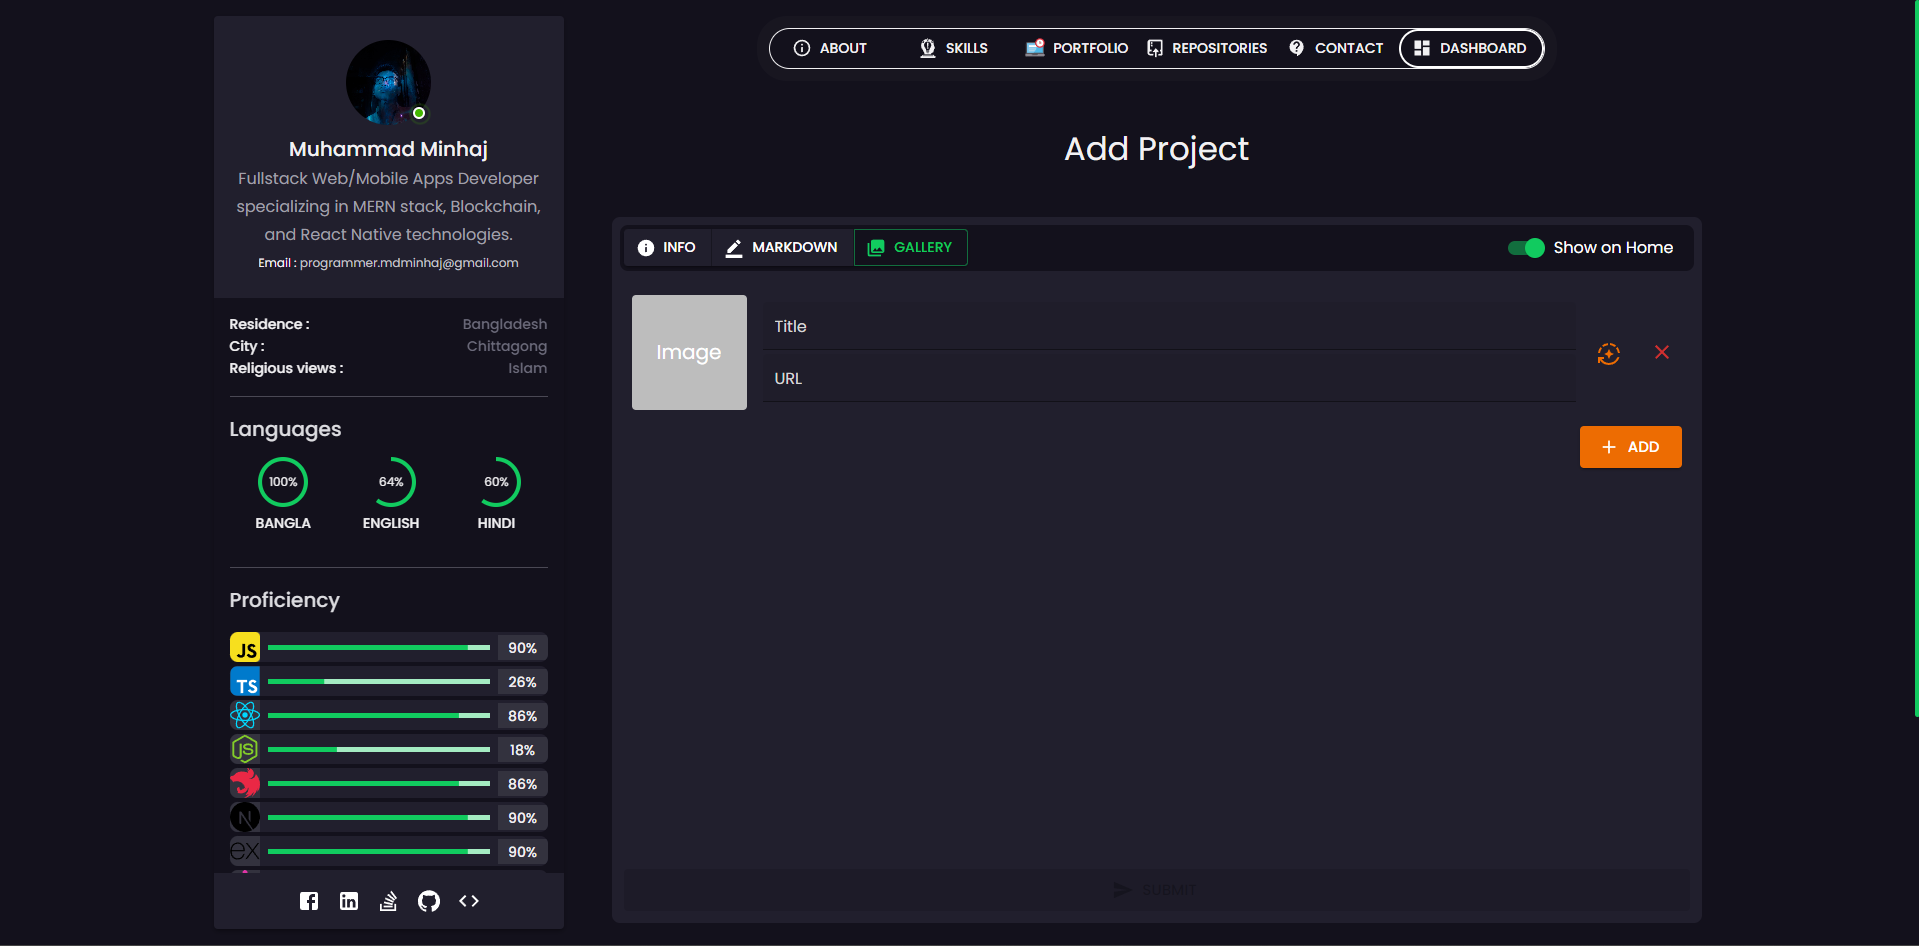 Muhammad Minhaj
Fullstack Web/Mobile Apps Developer
specializing in MERN stack, Blockchain,
and React Native technologies.
Email : programmer.mdminhaj@gmail.com
Residence : Bangladesh
City : Chittagong
Religious views : Islam
Languages
100% 64% 60%
BANGLA ENGLISH HINDI
Proficiency
JS 90%
TS 26%
86%
JS 18%
86%
N 90%
ex 90%
ABOUT SKILLS PORTFOLIO REPOSITORIES CONTACT DASHBOARD
Add Project
INFO MARKDOWN GALLERY Show on Home
Image
Title
URL
ADD
SUBMIT